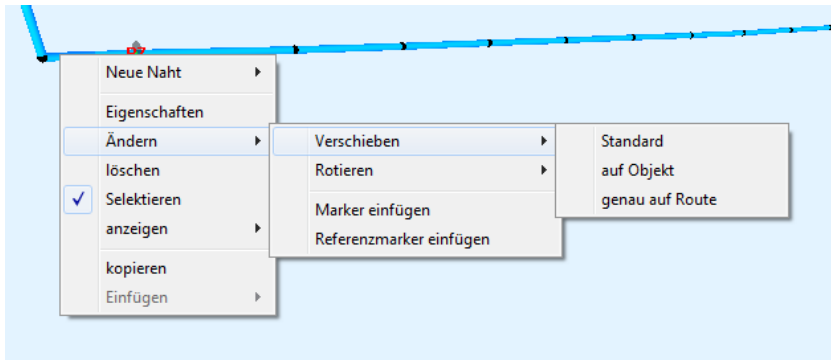 Neue Naht
Eigenschaften
Ändern
löschen
Selektieren
anzeigen
kopieren
Einfügen
Verschieben
Rotieren
Marker einfügen
Referenzmarker einfügen
Standard
auf Objekt
genau auf Route